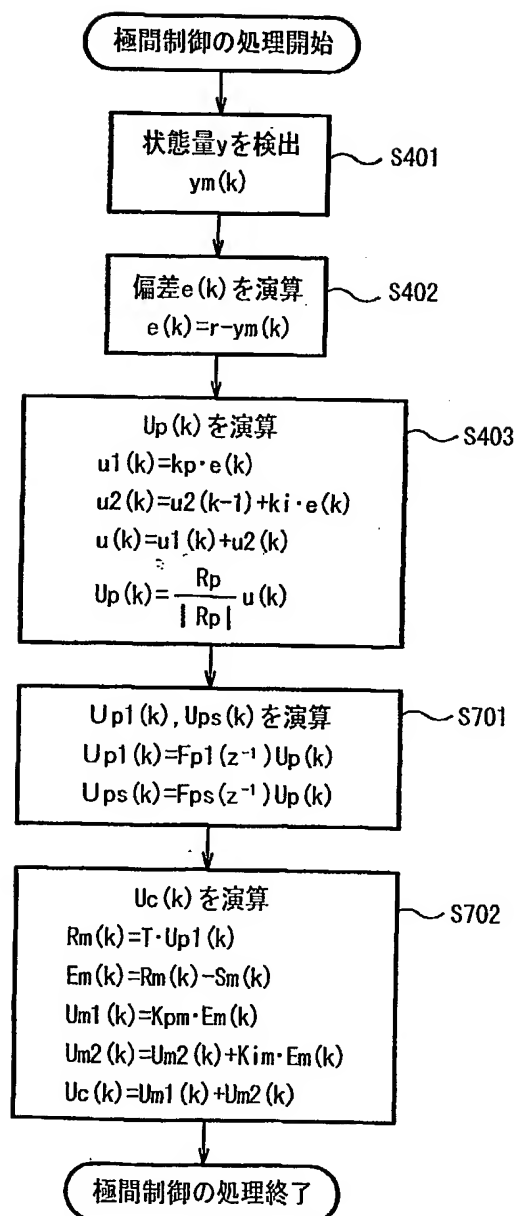 極間制御の処理開始
状態量yを検出
ym(k)
S401
偏差e(k)を演算
e(k)=r-ym(k)
S402
Up(k)を演算
u1(k)=kp・e(k)
u2(k)=u2(k-1)+ki・e(k)
u(k)=u1(k)+u2(k)
Up(k)=Rp/|Rp| u(k)
S403
Up1(k),Ups(k)を演算
Up1(k)=Fp1(z⁻¹)Up(k)
Ups(k)=Fps(z⁻¹)Up(k)
S701
Uc(k)を演算
Rm(k)=T・Up1(k)
Em(k)=Rm(k)-Sm(k)
Um1(k)=Kpm・Em(k)
Um2(k)=Um2(k)+Kim・Em(k)
Uc(k)=Um1(k)+Um2(k)
S702
極間制御の処理終了